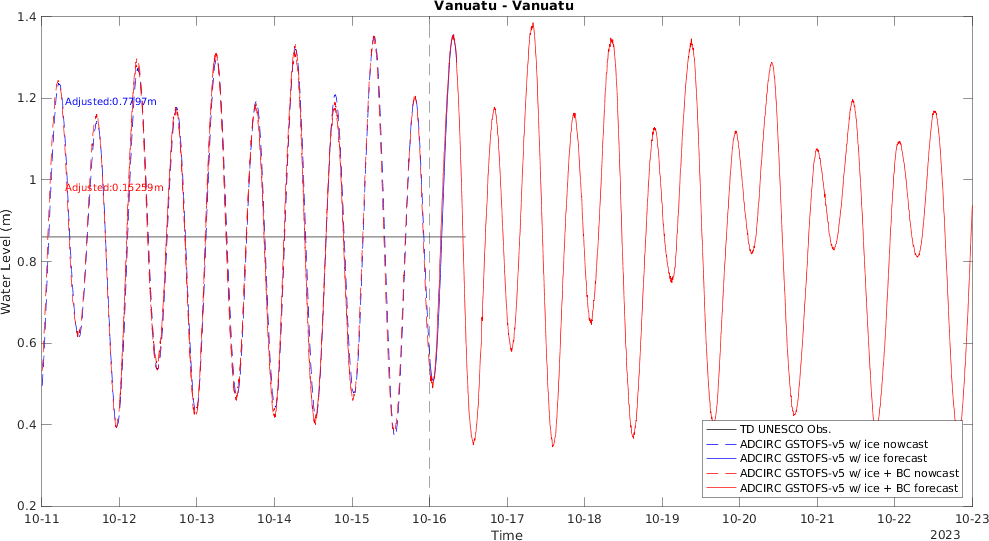 Vanuatu - Vanuatu
1.4
1.2
1
0.8
0.6
0.4
0.2
Water Level (m)
Adjusted:0.7797m
Adjusted:0.15259m
TD UNESCO Obs.
ADCIRC GSTOFS-v5 w/ ice nowcast
ADCIRC GSTOFS-v5 w/ ice forecast
ADCIRC GSTOFS-v5 w/ ice + BC nowcast
ADCIRC GSTOFS-v5 w/ ice + BC forecast
10-11 10-12 10-13 10-14 10-15 10-16 10-17 10-18 10-19 10-20 10-21 10-22 10-23
Time
2023